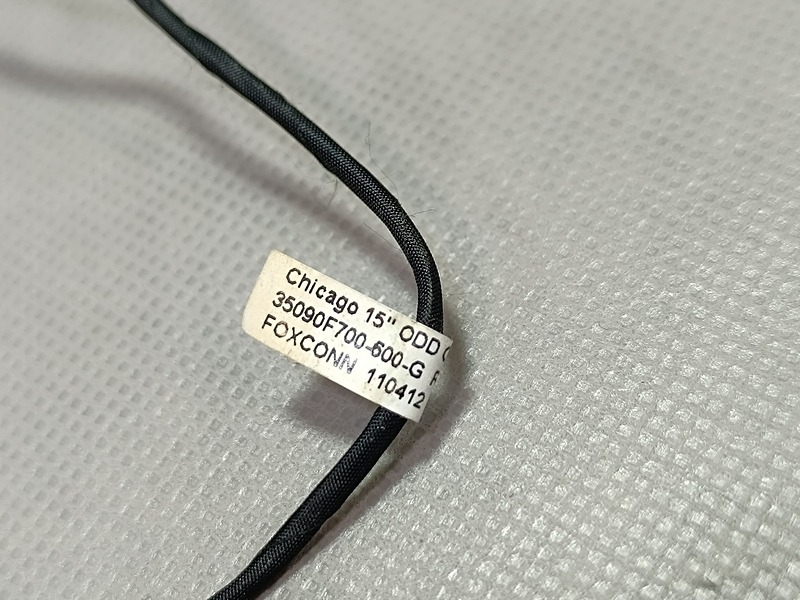 Chicago 15" ODD
35090F700-600-G R
FOXCONN 110412